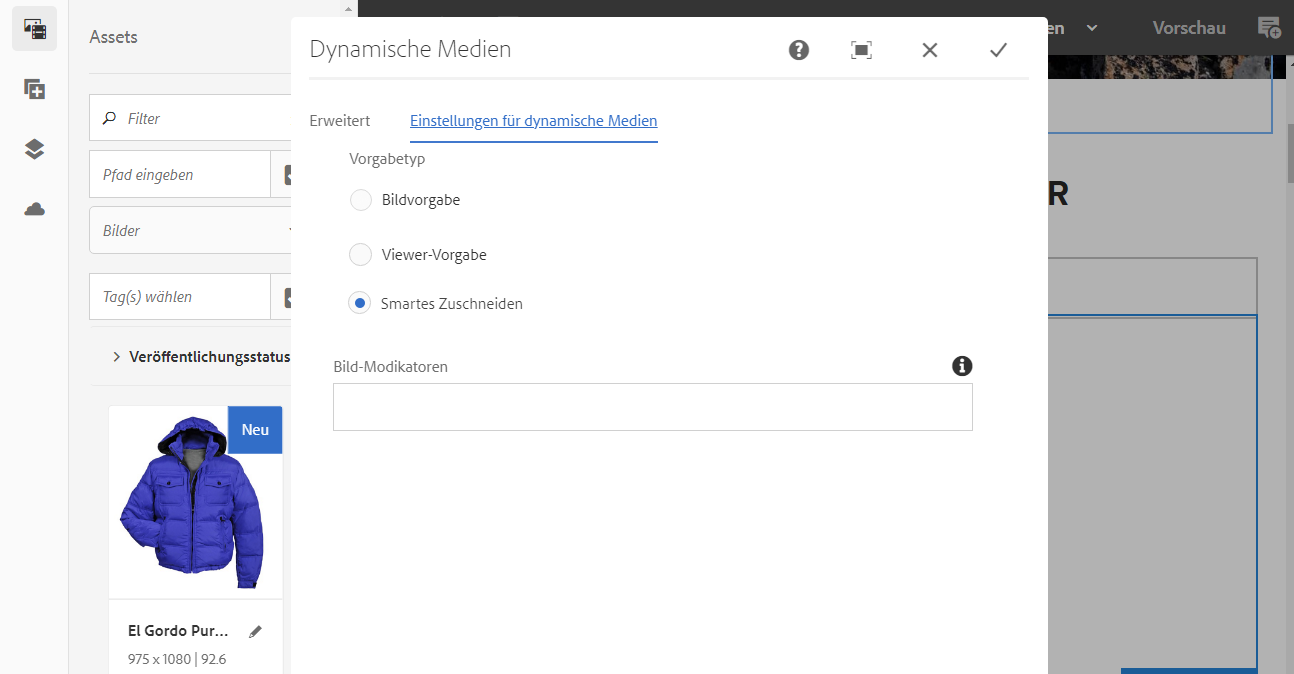 Assets
Filter
Pfad eingeben
Bilder
Tag(s) wählen
Veröffentlichungsstatus
Neu
El Gordo Pur...
975 x 1080 | 92.6
Dynamische Medien
Erweitert
Einstellungen für dynamische Medien
Vorgabetyp
Bildvorgabe
Viewer-Vorgabe
Smartes Zuschneiden
Bild-Modikatoren
en
Vorschau
R